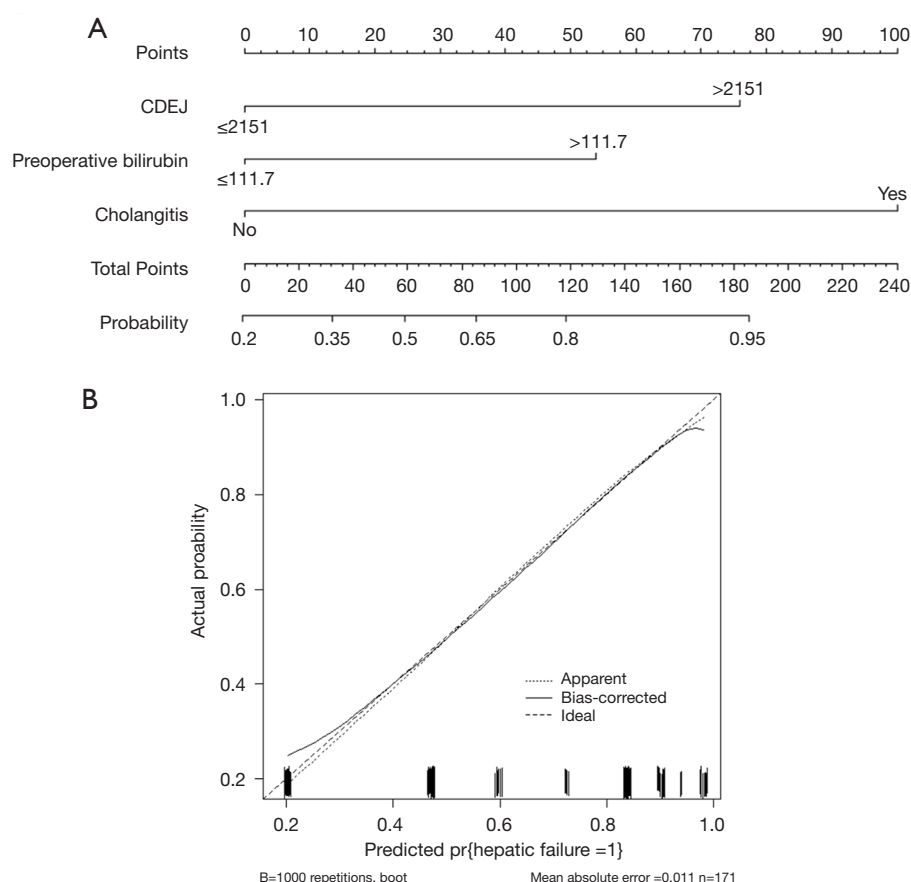 A
Points
0 10 20 30 40 50 60 70 80 90 100
CDEJ
>2151
≤2151
Preoperative bilirubin
>111.7
≤111.7
Cholangitis
Yes
No
Total Points
0 20 40 60 80 100 120 140 160 180 200 220 240
Probability
0.2 0.35 0.5 0.65 0.8 0.95
B
Actual proability
1.0
0.8
0.6
0.4
0.2
Apparent
Bias-corrected
Ideal
0.2 0.4 0.6 0.8 1.0
Predicted pr{hepatic failure =1}
B=1000 repetitions, boot Mean absolute error =0.011 n=171